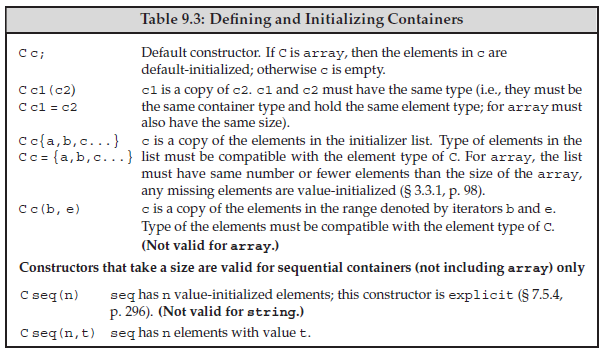 Table 9.3: Defining and Initializing Containers
C c; Default constructor. If C is array, then the elements in c are
default-initialized; otherwise c is empty.
C c1(c2) c1 is a copy of c2. c1 and c2 must have the same type (i.e., they must be
C c1 = c2 the same container type and hold the same element type; for array must
also have the same size).
C c{a,b,c...} c is a copy of the elements in the initializer list. Type of elements in the
C c = {a,b,c...} list must be compatible with the element type of C. For array, the list
must have same number or fewer elements than the size of the array,
any missing elements are value-initialized (§ 3.3.1, p. 98).
C c(b, e) c is a copy of the elements in the range denoted by iterators b and e.
Type of the elements must be compatible with the element type of C.
(Not valid for array.)
Constructors that take a size are valid for sequential containers (not including array) only
C seq(n) seq has n value-initialized elements; this constructor is explicit (§ 7.5.4,
p. 296). (Not valid for string.)
C seq(n,t) seq has n elements with value t.